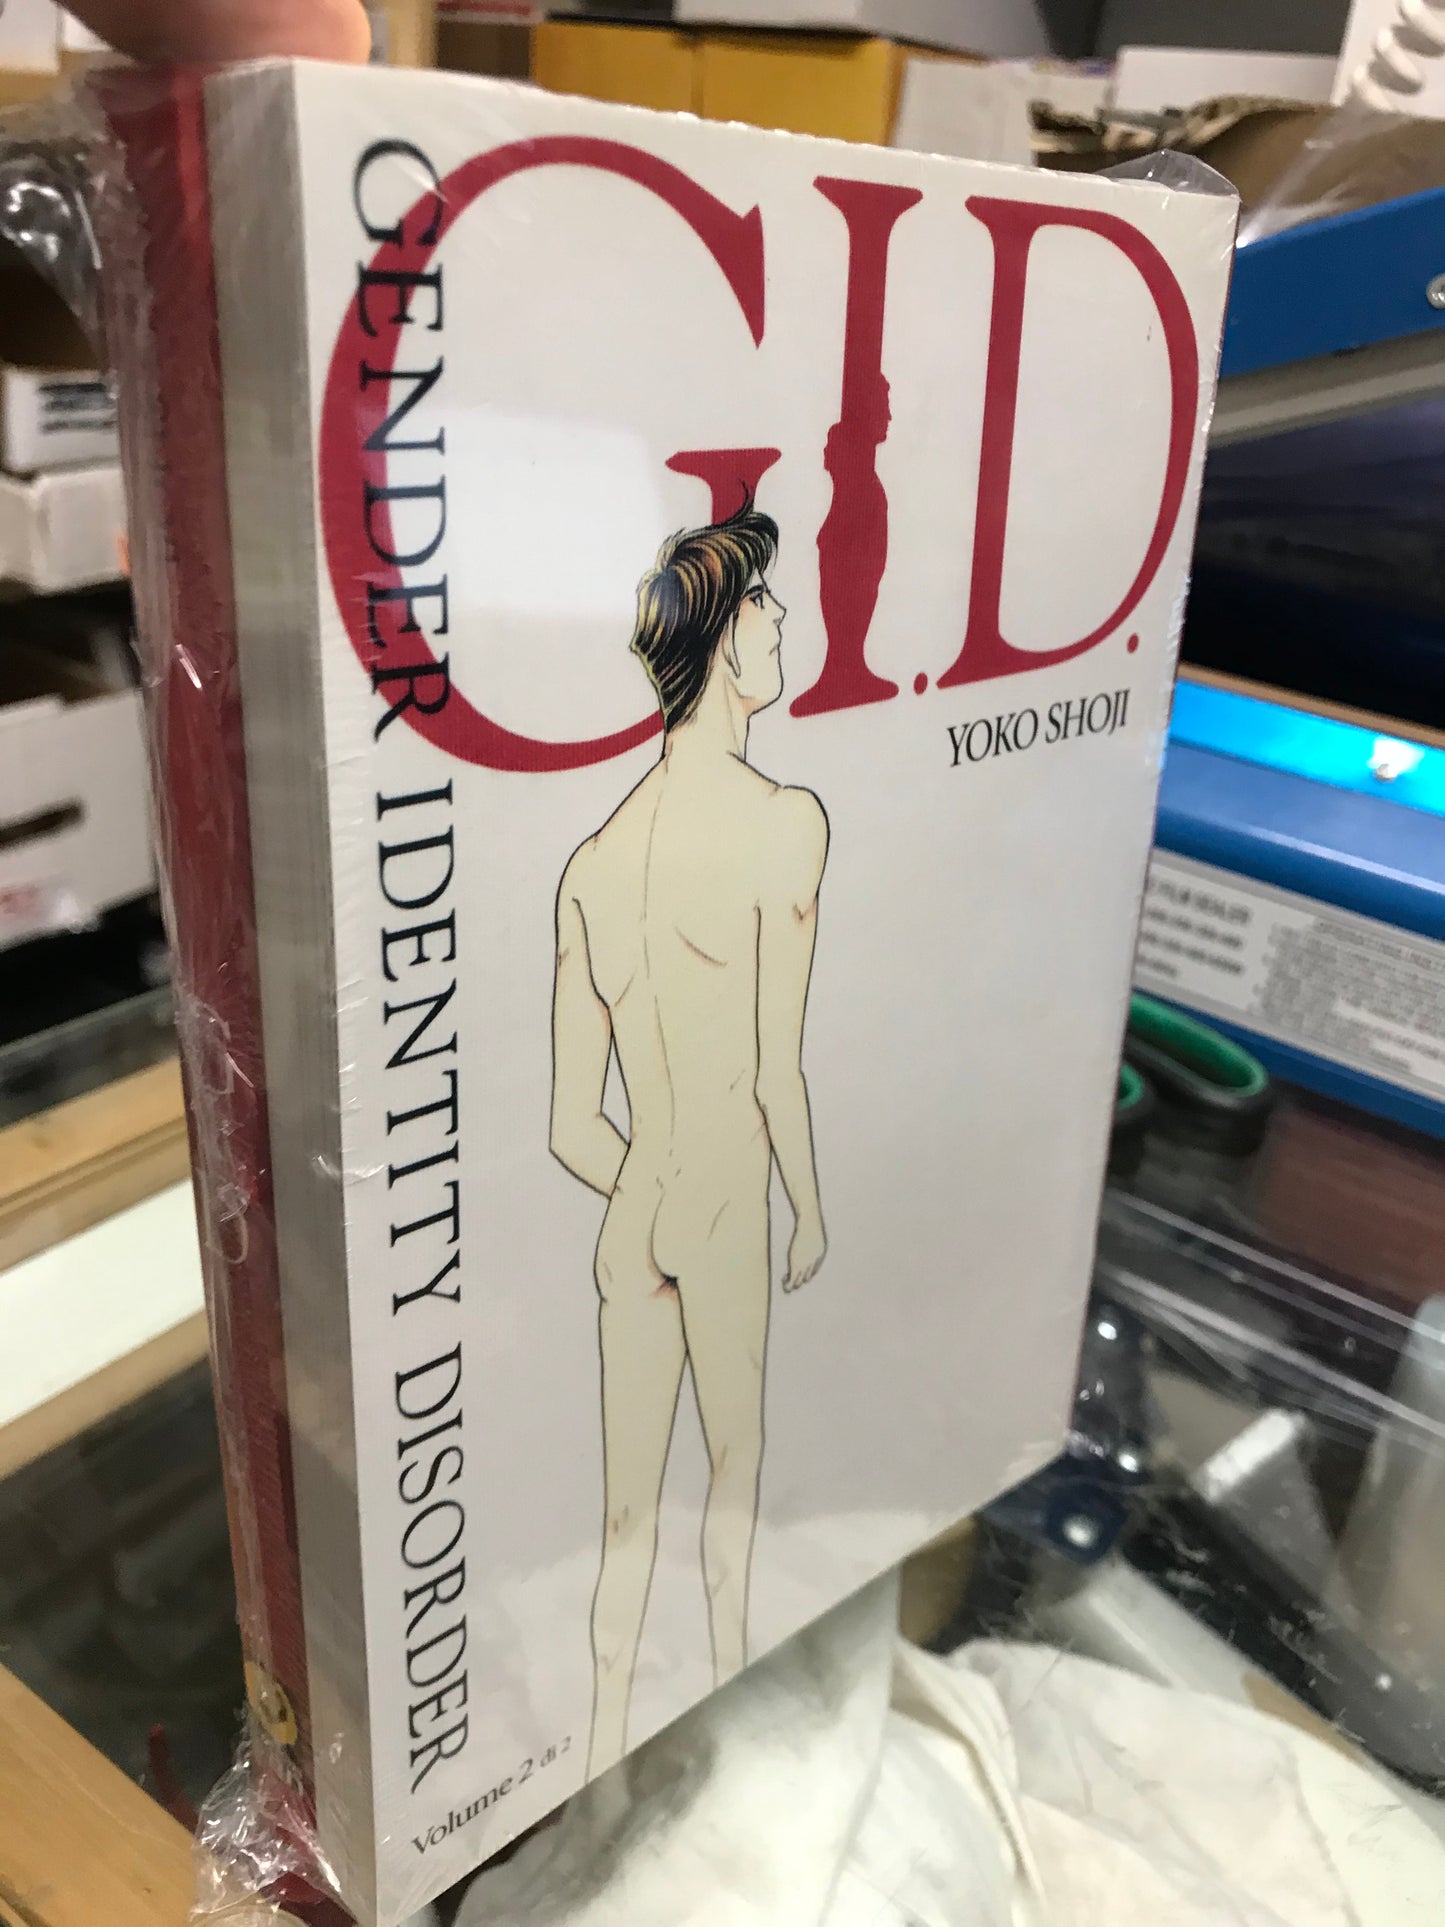 G.I.D.
YOKO SHOJI
GENDER IDENTITY DISORDER
Volume 2 di 2